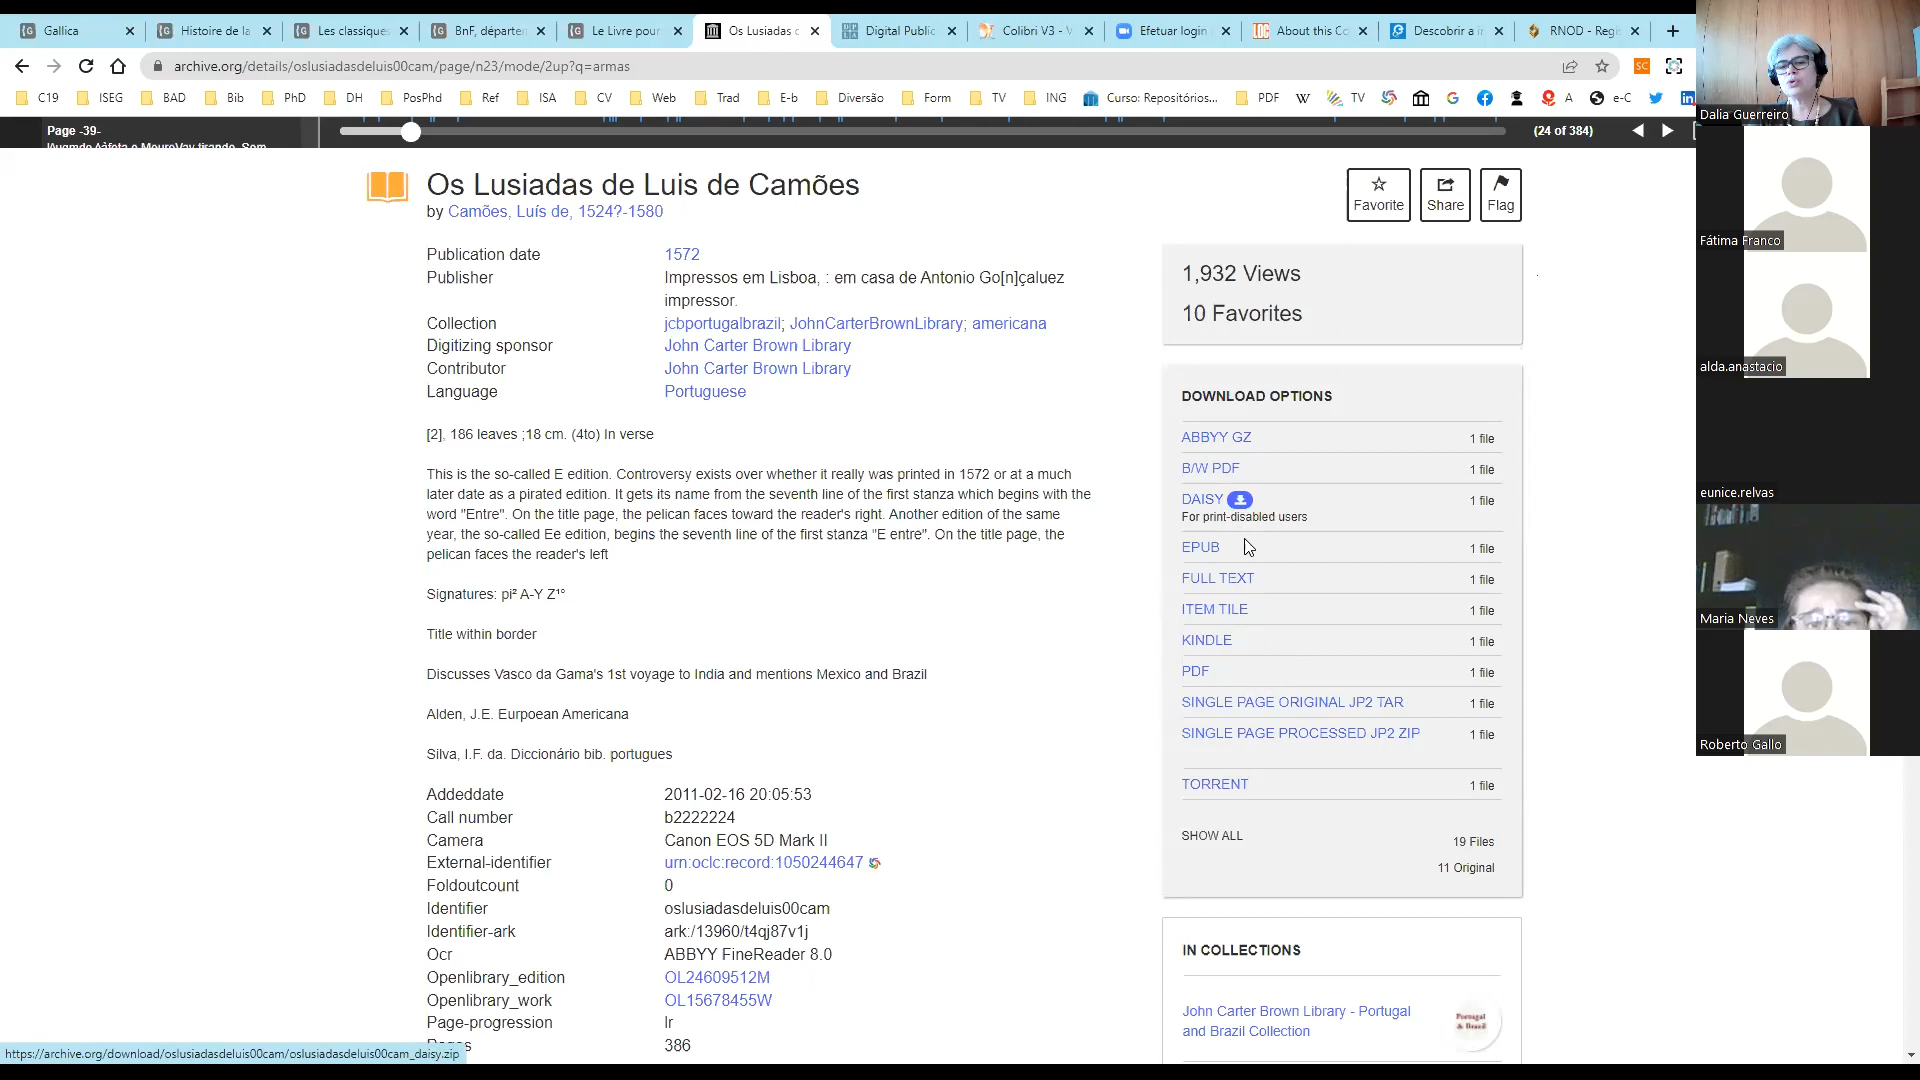 Gallica
Histoire de la
Les classiques
BnF, départen
Le Livre pour
Os Lusiadas c
Digital Public
Colibri V3 - V
Efetuar login
About this Co
Descobrir a i
RNOD - Regi
archive.org/details/oslusiadasdeluis00cam/page/n23/mode/2up?q=armas
C19 ISEG BAD Bib PhD DH PosPhd Ref ISA CV Web Trad E-b Diversão Form TV ING Curso: Repositórios... PDF W TV A e-C
Page -39-
(24 of 384)
Os Lusiadas de Luis de Camões
by Camões, Luís de, 1524?-1580
Favorite
Share
Flag
Publication date 1572
Publisher Impressos em Lisboa, : em casa de Antonio Go[n]çaluez
impressor.
Collection jcbportugalbrazil; JohnCarterBrownLibrary; americana
Digitizing sponsor John Carter Brown Library
Contributor John Carter Brown Library
Language Portuguese
[2], 186 leaves ;18 cm. (4to) In verse
This is the so-called E edition. Controversy exists over whether it really was printed in 1572 or at a much
later date as a pirated edition. It gets its name from the seventh line of the first stanza which begins with the
word "Entre". On the title page, the pelican faces toward the reader's right. Another edition of the same
year, the so-called Ee edition, begins the seventh line of the first stanza "E entre". On the title page, the
pelican faces the reader's left
Signatures: pi² A-Y Z¹°
Title within border
Discusses Vasco da Gama's 1st voyage to India and mentions Mexico and Brazil
Alden, J.E. Eurpoean Americana
Silva, I.F. da. Diccionário bib. portugues
Addeddate 2011-02-16 20:05:53
Call number b2222224
Camera Canon EOS 5D Mark II
External-identifier urn:oclc:record:1050244647
Foldoutcount 0
Identifier oslusiadasdeluis00cam
Identifier-ark ark:/13960/t4qj87v1j
Ocr ABBYY FineReader 8.0
Openlibrary_edition OL24609512M
Openlibrary_work OL15678455W
Page-progression lr
386
1,932 Views
10 Favorites
DOWNLOAD OPTIONS
ABBYY GZ 1 file
B/W PDF 1 file
DAISY 1 file
For print-disabled users
EPUB 1 file
FULL TEXT 1 file
ITEM TILE 1 file
KINDLE 1 file
PDF 1 file
SINGLE PAGE ORIGINAL JP2 TAR 1 file
SINGLE PAGE PROCESSED JP2 ZIP 1 file
TORRENT 1 file
SHOW ALL 19 Files
11 Original
IN COLLECTIONS
John Carter Brown Library - Portugal
and Brazil Collection
Portugal
& Brazil
https://archive.org/download/oslusiadasdeluis00cam/oslusiadasdeluis00cam_daisy.zip
Dalia Guerreiro
Fátima Franco
alda.anastacio
eunice.relvas
Maria Neves
Roberto Gallo